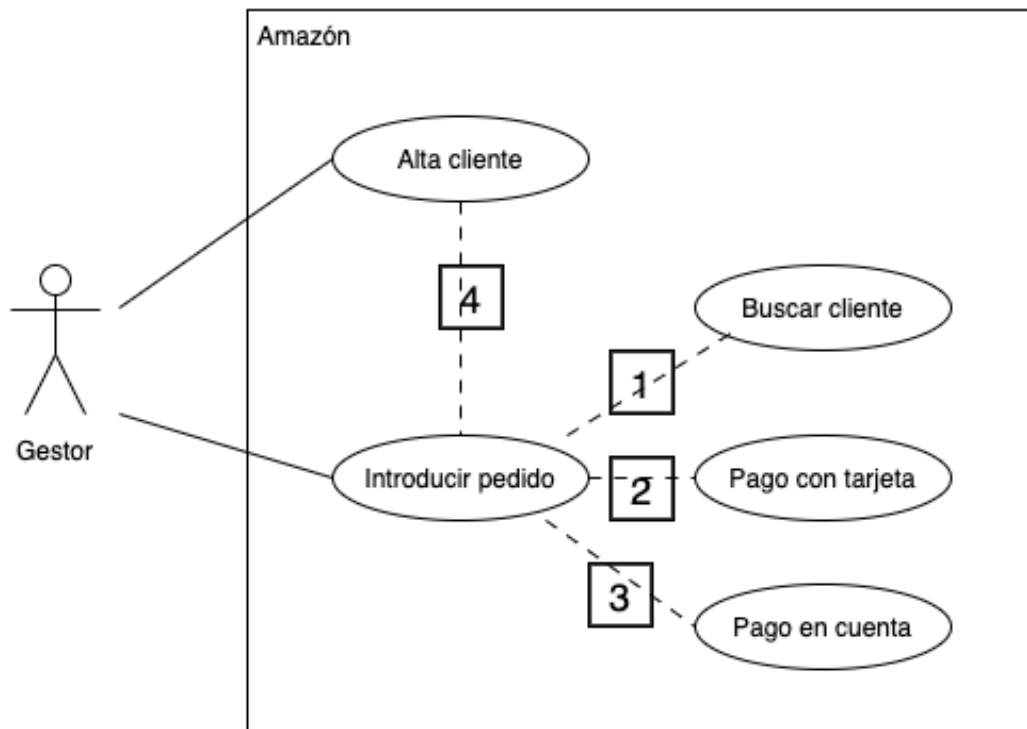 Amazón
Alta cliente
4
Buscar cliente
1
Gestor
Introducir pedido
2
Pago con tarjeta
3
Pago en cuenta